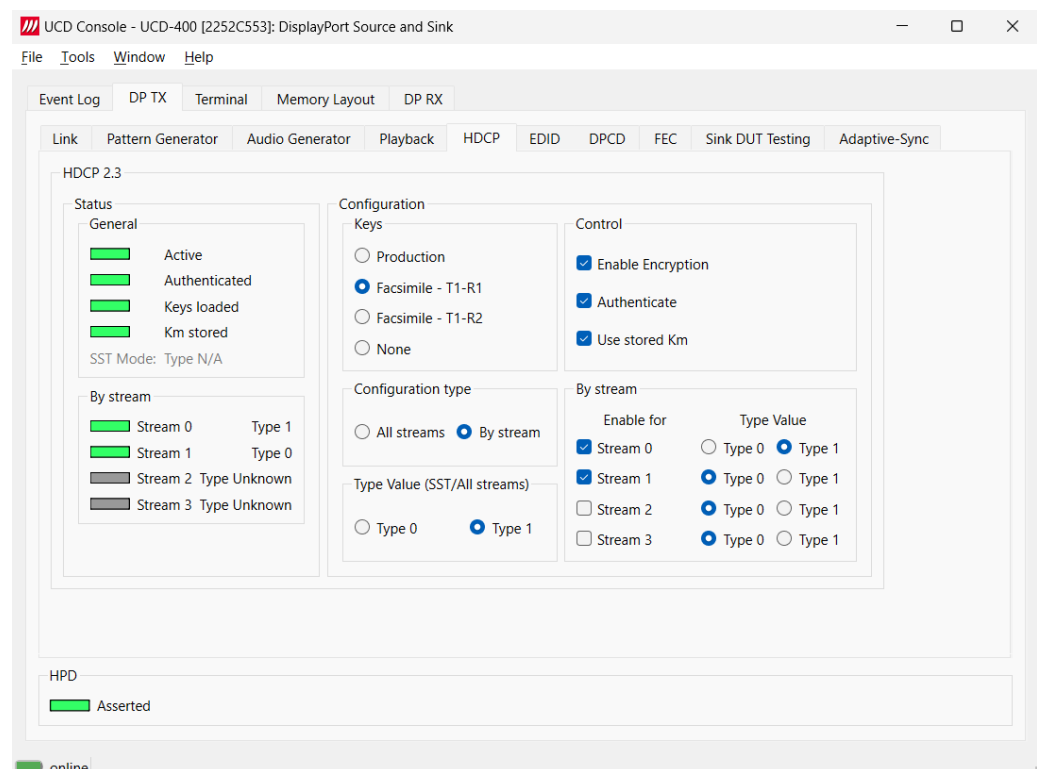 UCD Console - UCD-400 [2252C553]: DisplayPort Source and Sink
File Tools Window Help
Event Log DP TX Terminal Memory Layout DP RX
Link Pattern Generator Audio Generator Playback HDCP EDID DPCD FEC Sink DUT Testing Adaptive-Sync
HDCP 2.3
Status
General
Active
Authenticated
Keys loaded
Km stored
SST Mode: Type N/A
By stream
Stream 0 Type 1
Stream 1 Type 0
Stream 2 Type Unknown
Stream 3 Type Unknown
Configuration
Keys
Production
Facsimile - T1-R1
Facsimile - T1-R2
None
Control
Enable Encryption
Authenticate
Use stored Km
Configuration type
All streams By stream
Type Value (SST/All streams)
Type 0 Type 1
By stream
Enable for Type Value
Stream 0 Type 0 Type 1
Stream 1 Type 0 Type 1
Stream 2 Type 0 Type 1
Stream 3 Type 0 Type 1
HPD
Asserted
online